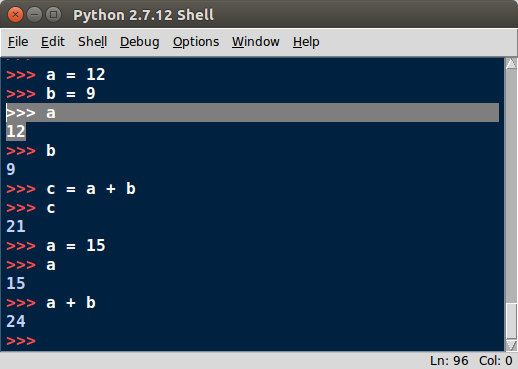 Python 2.7.12 Shell
File Edit Shell Debug Options Window Help
>>> a = 12
>>> b = 9
>>> a
12
>>> b
9
>>> c = a + b
>>> c
21
>>> a = 15
>>> a
15
>>> a + b
24
>>>
Ln: 96 Col: 0